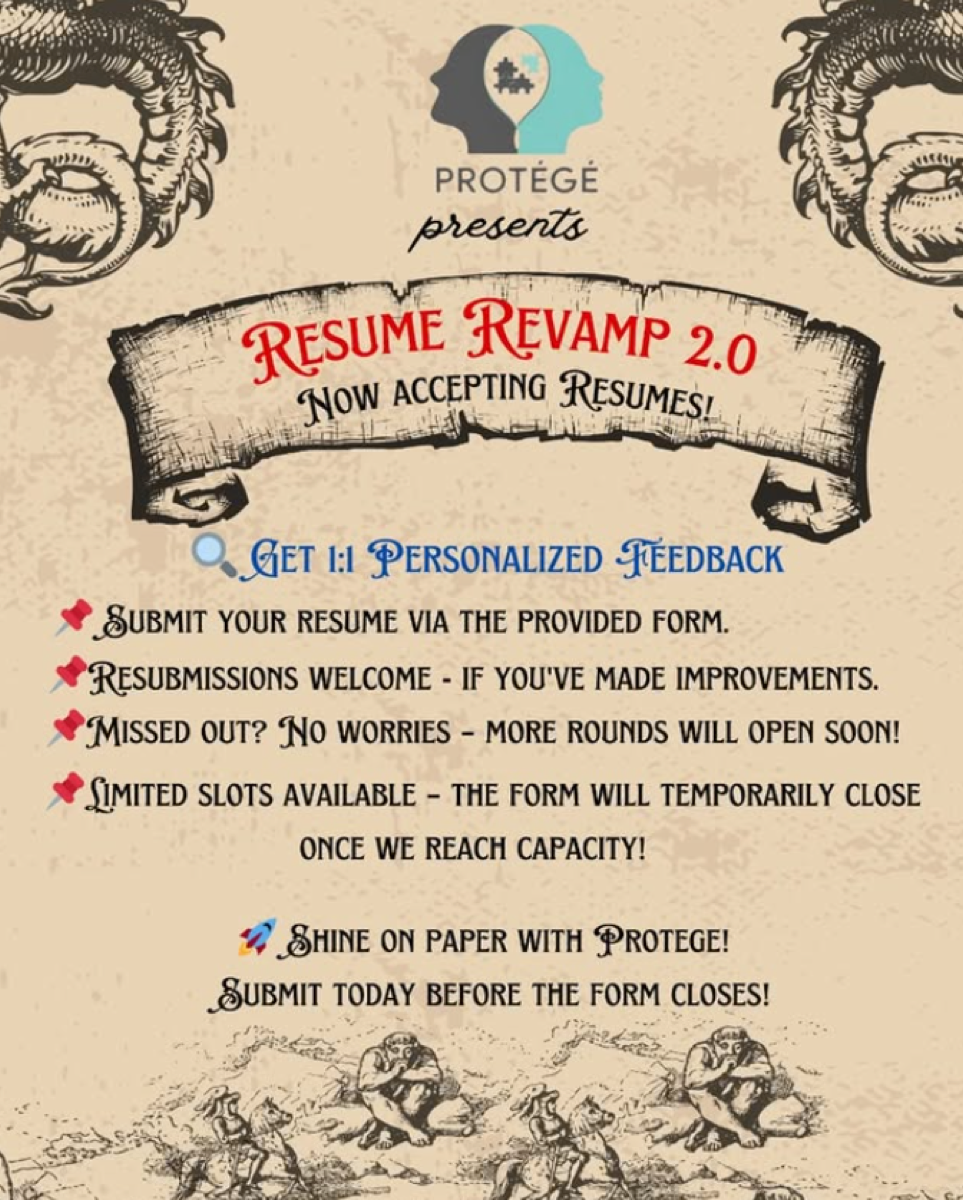 PROTÉGÉ
presents
RESUME REVAMP 2.0
NOW ACCEPTING RESUMES!
GET 1:1 PERSONALIZED FEEDBACK
SUBMIT YOUR RESUME VIA THE PROVIDED FORM.
RESUBMISSIONS WELCOME - IF YOU'VE MADE IMPROVEMENTS.
MISSED OUT? NO WORRIES – MORE ROUNDS WILL OPEN SOON!
LIMITED SLOTS AVAILABLE – THE FORM WILL TEMPORARILY CLOSE
ONCE WE REACH CAPACITY!
SHINE ON PAPER WITH PROTEGE!
SUBMIT TODAY BEFORE THE FORM CLOSES!